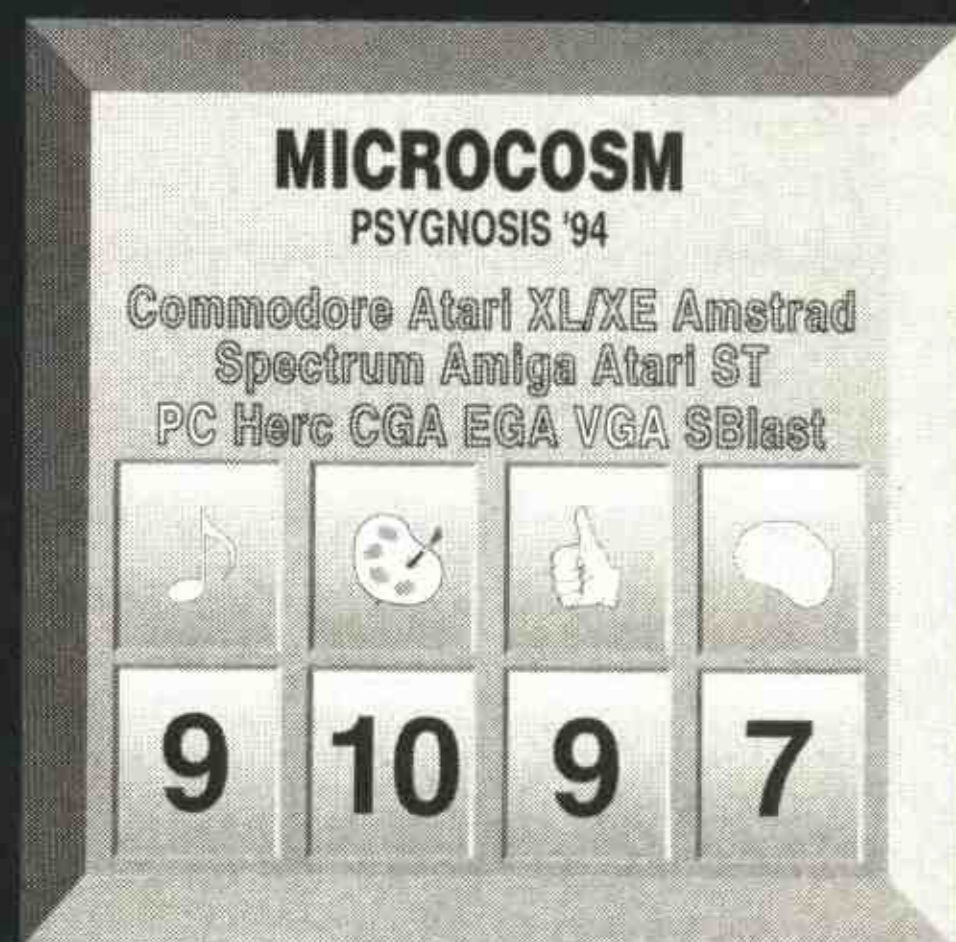 MICROCOSM
PSYGNOSIS '94
Commodore Atari XL/XE Amstrad
Spectrum Amiga Atari ST
PC Herc CGA EGA VGA SBlast
9 10 9 7